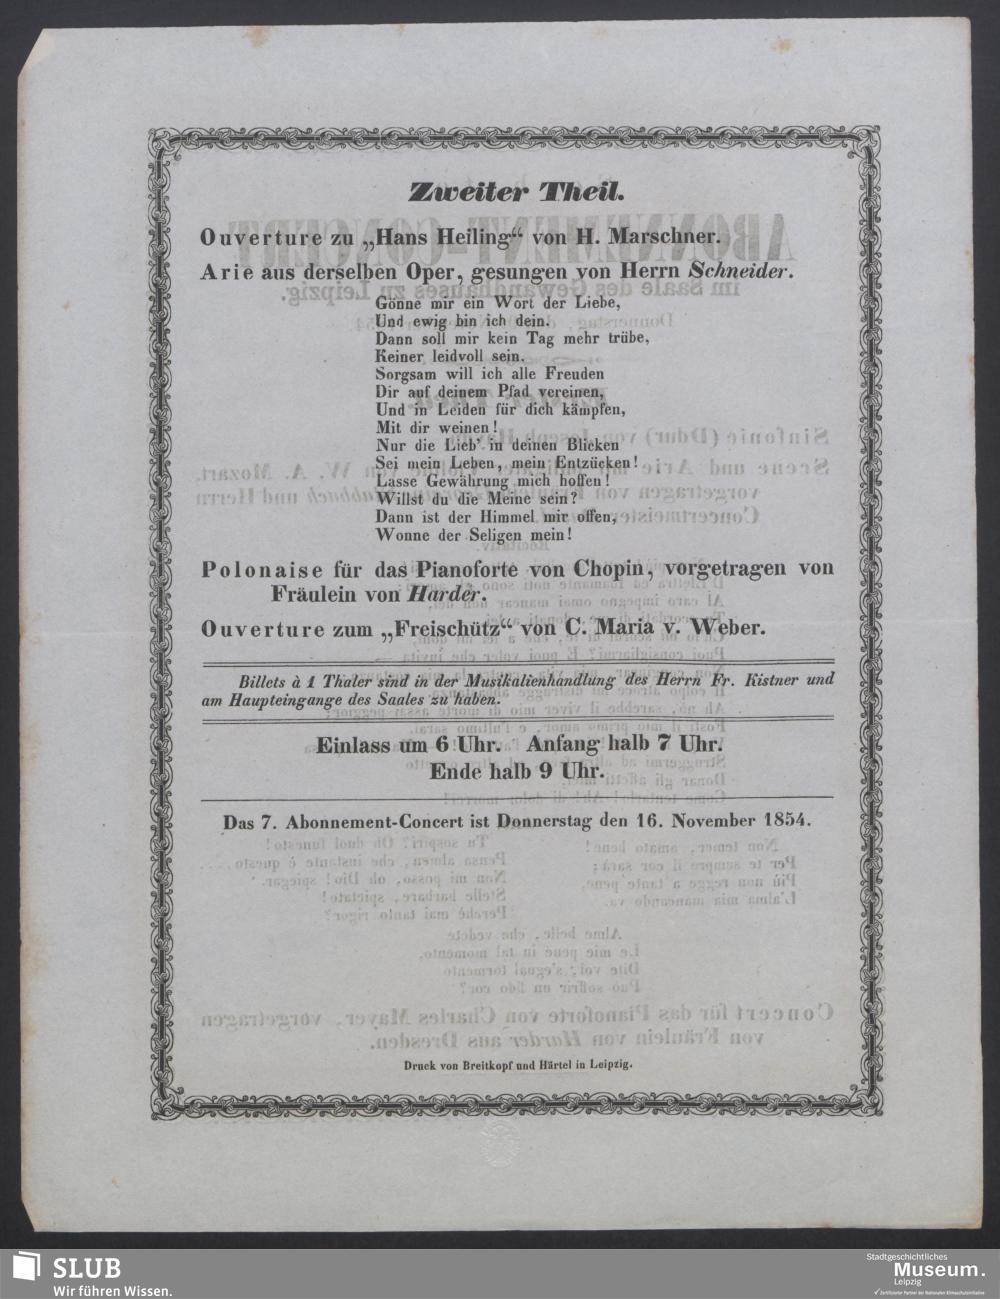 Zweiter Theil.
Ouverture zu „Hans Heiling“ von H. Marschner.
Arie aus derselben Oper, gesungen von Herrn Schneider.
Gönne mir ein Wort der Liebe,
Und ewig bin ich dein.
Dann soll mir kein Tag mehr trübe,
Keiner leidvoll sein.
Sorgsam will ich alle Freuden
Dir auf deinem Pfad vereinen,
Und in Leiden für dich kämpfen,
Mit dir weinen!
Nur die Lieb' in deinen Blicken
Sei mein Leben, mein Entzücken!
Lasse Gewährung mich hoffen!
Willst du die Meine sein?
Dann ist der Himmel mir offen,
Wonne der Seligen mein!
Polonaise für das Pianoforte von Chopin, vorgetragen von
Fräulein von Harder.
Ouverture zum „Freischütz“ von C. Maria v. Weber.
Billets à 1 Thaler sind in der Musikalienhandlung des Herrn Fr. Kistner und
am Haupteingange des Saales zu haben.
Einlass um 6 Uhr. Anfang halb 7 Uhr.
Ende halb 9 Uhr.
Das 7. Abonnement-Concert ist Donnerstag den 16. November 1854.
Druck von Breitkopf und Härtel in Leipzig.
SLUB
Wir führen Wissen.
Stadtgeschichtliches
Museum.
Leipzig
Zertifizierter Partner der Nationalen Klimaschutzinitiative